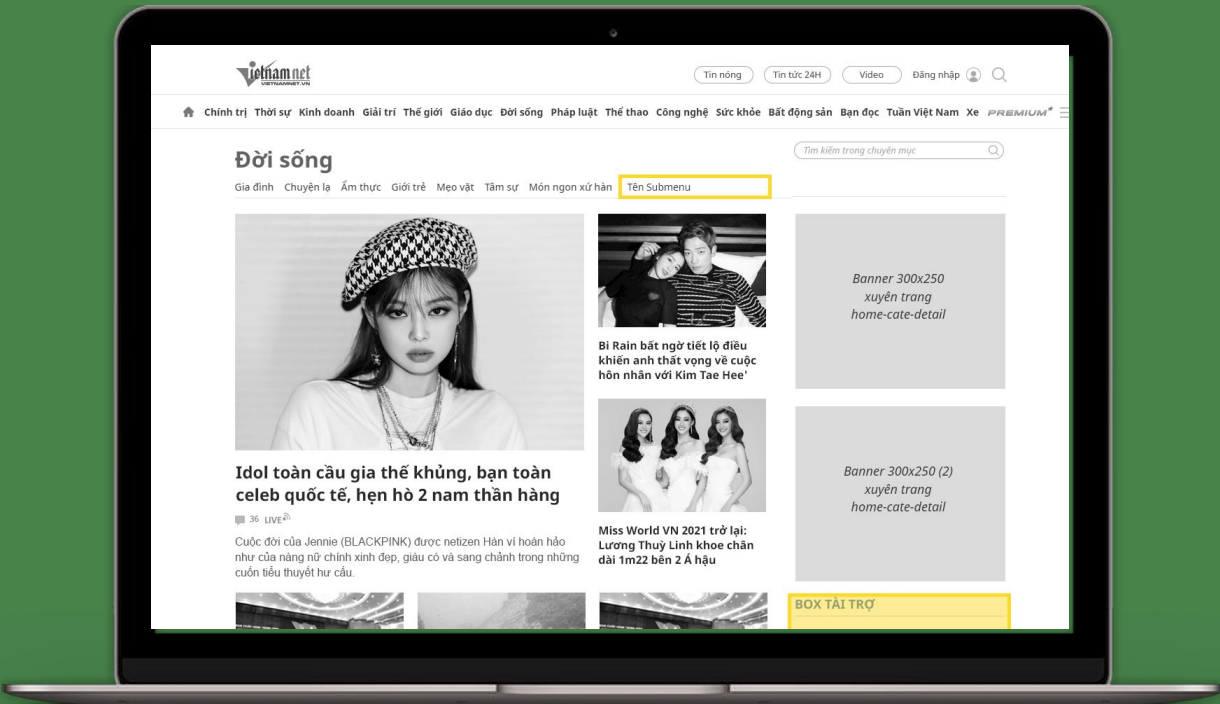 Vietnamnet
VIETNAMNET.VN
Tin nóng
Tin tức 24H
Video
Đăng nhập
Chính trị Thời sự Kinh doanh Giải trí Thế giới Giáo dục Đời sống Pháp luật Thể thao Công nghệ Sức khỏe Bất động sản Bạn đọc Tuần Việt Nam Xe PREMIUM
Đời sống
Tìm kiếm trong chuyên mục
Gia đình Chuyện lạ Ẩm thực Giới trẻ Mẹo vặt Tâm sự Món ngon xứ hàn Tên Submenu
Idol toàn cầu gia thế khủng, bạn toàn
celeb quốc tế, hẹn hò 2 nam thần hàng
36 LIVE
Cuộc đời của Jennie (BLACKPINK) được netizen Hàn ví hoàn hảo
như của nàng nữ chính xinh đẹp, giàu có và sang chảnh trong những
cuốn tiểu thuyết hư cấu.
Bi Rain bất ngờ tiết lộ điều
khiến anh thất vọng về cuộc
hôn nhân với Kim Tae Hee'
Miss World VN 2021 trở lại:
Lương Thuỳ Linh khoe chân
dài 1m22 bên 2 Á hậu
Banner 300x250
xuyên trang
home-cate-detail
Banner 300x250 (2)
xuyên trang
home-cate-detail
BOX TÀI TRỢ